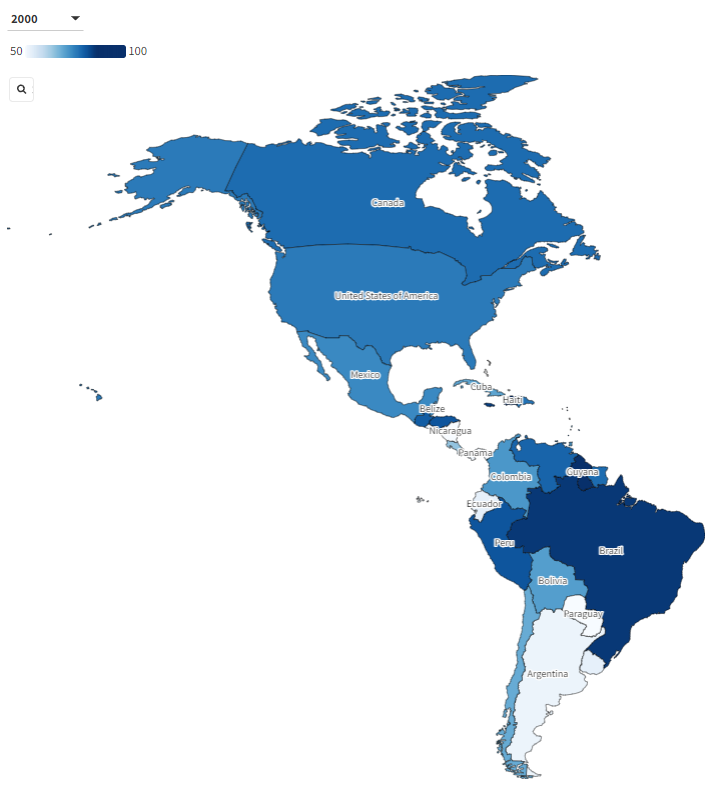 2000
50 100
Canada
United States of America
Mexico
Cuba
Haiti
Belize
Nicaragua
Panama
Guyana
Colombia
Ecuador
Peru
Brazil
Bolivia
Paraguay
Argentina